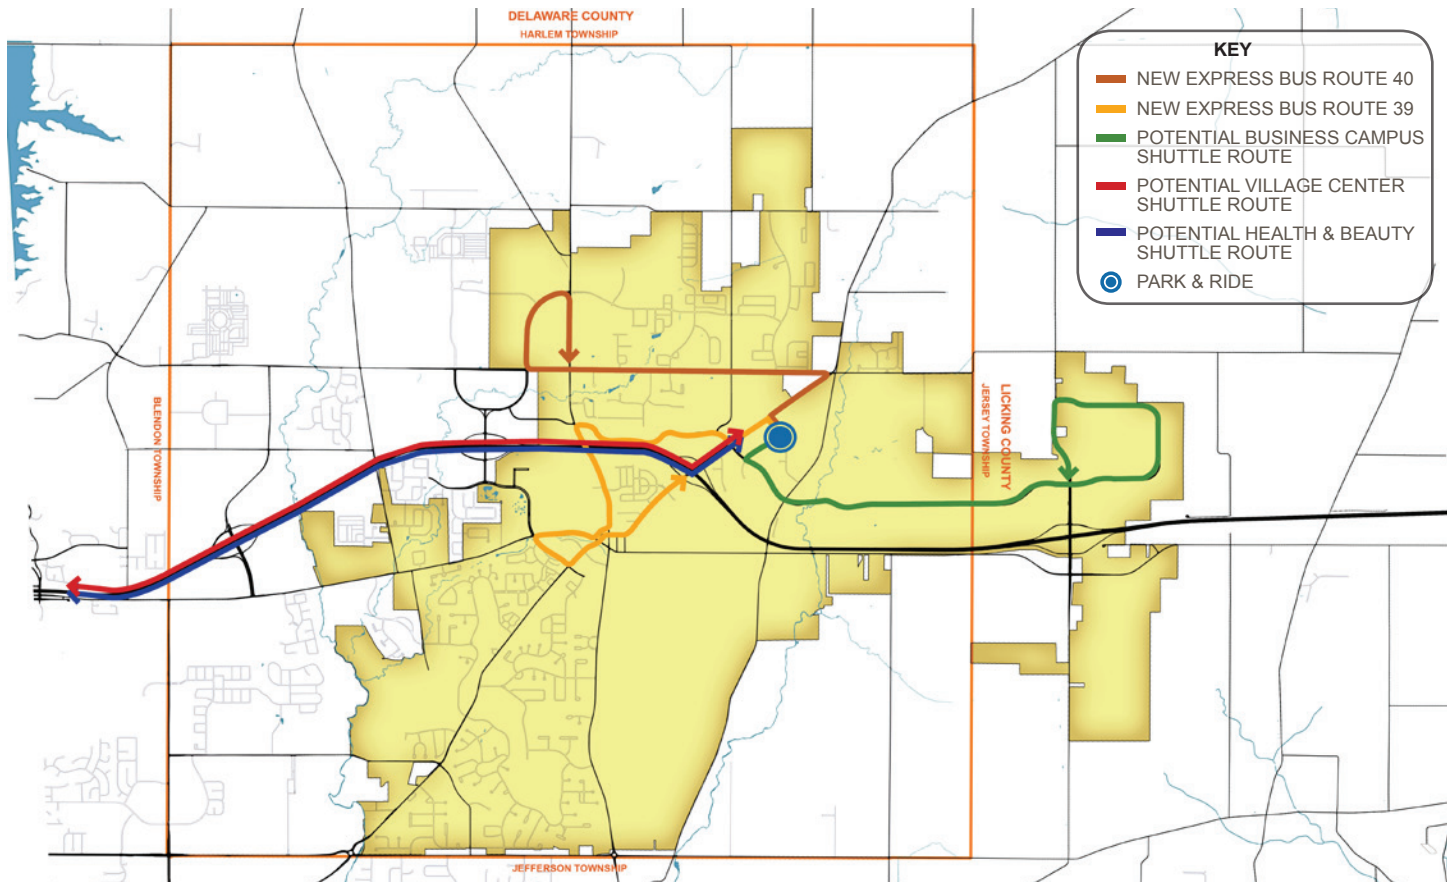 DELAWARE COUNTY
HARLEM TOWNSHIP
KEY
NEW EXPRESS BUS ROUTE 40
NEW EXPRESS BUS ROUTE 39
POTENTIAL BUSINESS CAMPUS
SHUTTLE ROUTE
POTENTIAL VILLAGE CENTER
SHUTTLE ROUTE
POTENTIAL HEALTH & BEAUTY
SHUTTLE ROUTE
PARK & RIDE
BLENDON TOWNSHIP
LICKING COUNTY
JERSEY TOWNSHIP
JEFFERSON TOWNSHIP